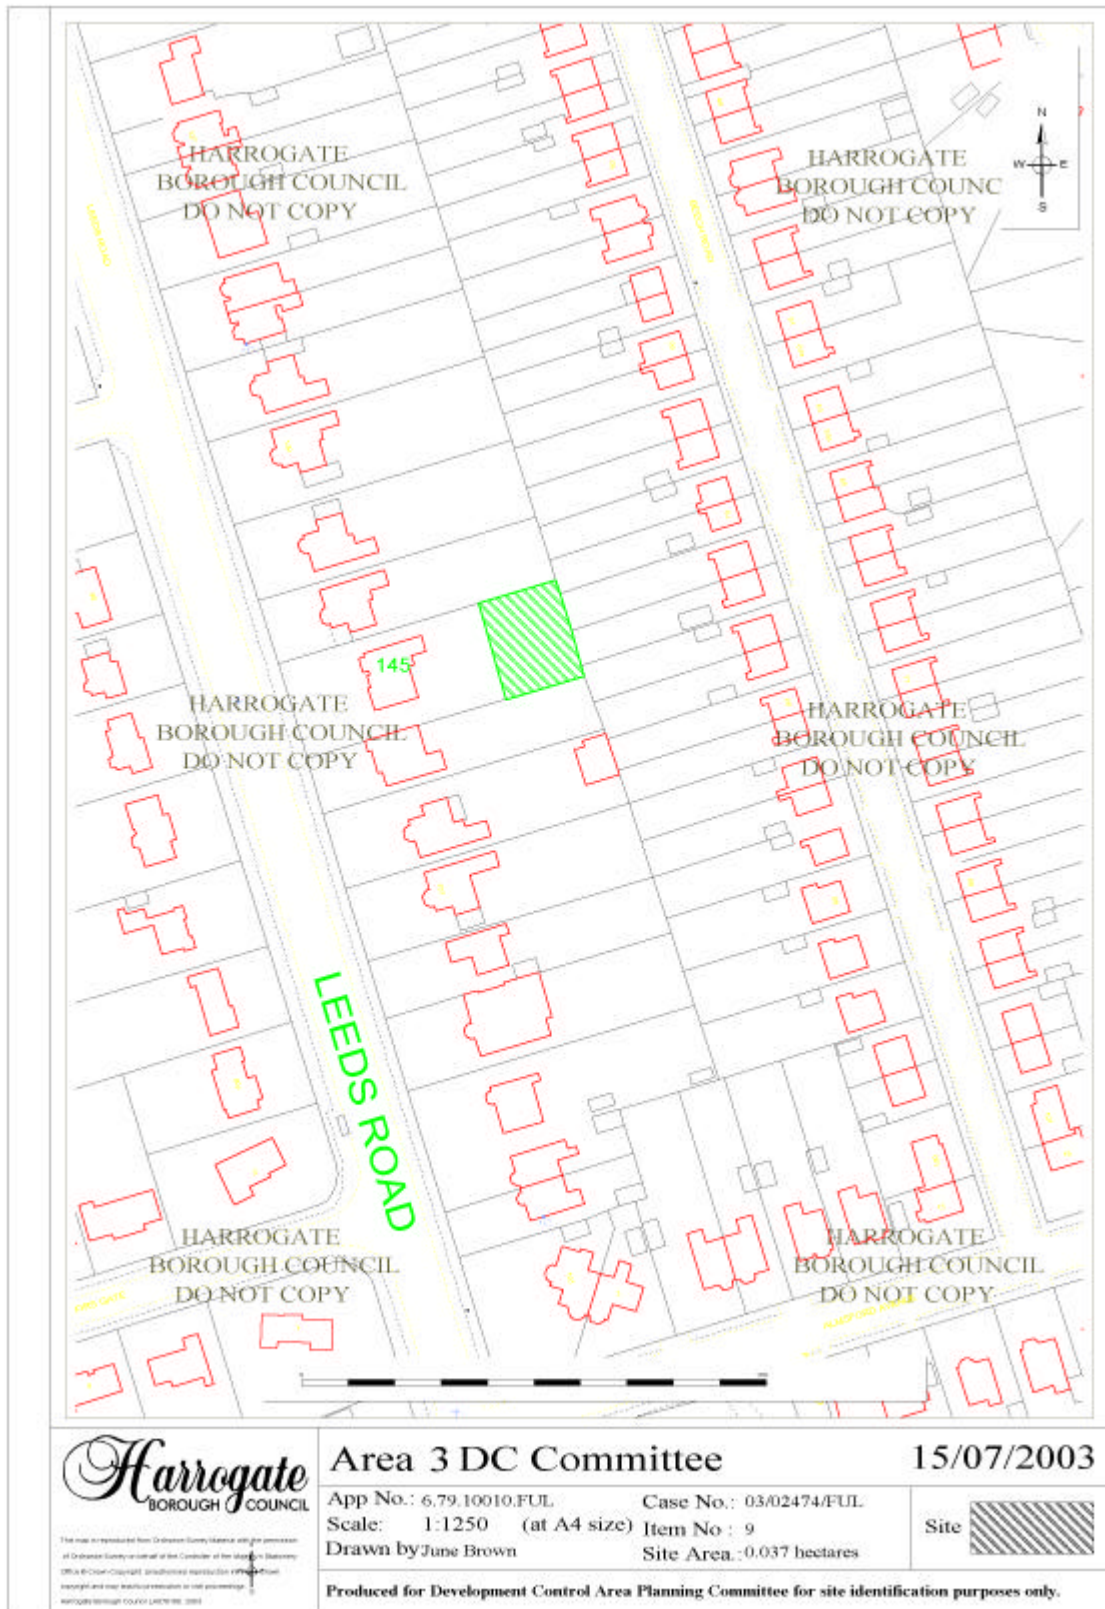 N
W E
S
HARROGATE
BOROUGH COUNCIL
DO NOT COPY
HARROGATE
BOROUGH COUNC
DO NOT COPY
145
HARROGATE
BOROUGH COUNCIL
DO NOT COPY
HARROGATE
BOROUGH COUNCIL
DO NOT COPY
LEEDS ROAD
HARROGATE
BOROUGH COUNCIL
DO NOT COPY
HARROGATE
BOROUGH COUNCIL
DO NOT COPY
Harrogate
BOROUGH COUNCIL
Area 3 DC Committee
15/07/2003
App No.: 6.79.10010.FUL
Case No.: 03/02474/FUL
Scale: 1:1250 (at A4 size)
Item No : 9
Drawn by June Brown
Site Area.: 0.037 hectares
Site
Produced for Development Control Area Planning Committee for site identification purposes only.